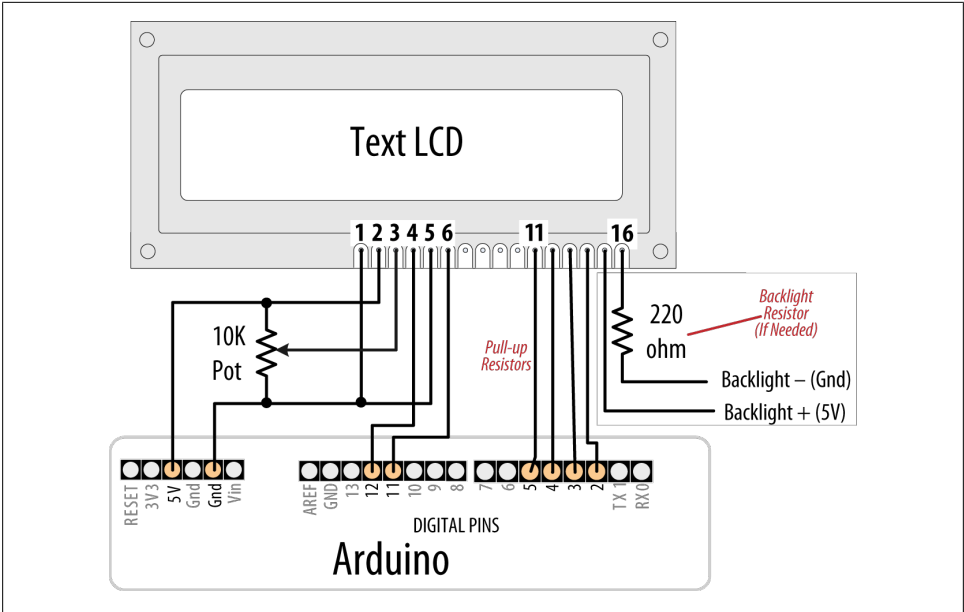 Text LCD
1 2 3 4 5 6 11 16
10K
Pot
Pull-up
Resistors
220
ohm
Backlight
Resistor
(If Needed)
Backlight – (Gnd)
Backlight + (5V)
RESET
3V3
5V
Gnd
Gnd
Vin
AREF
GND
13
12
11
10
9
8
7
6
5
4
3
2
TX 1
RX0
DIGITAL PINS
Arduino